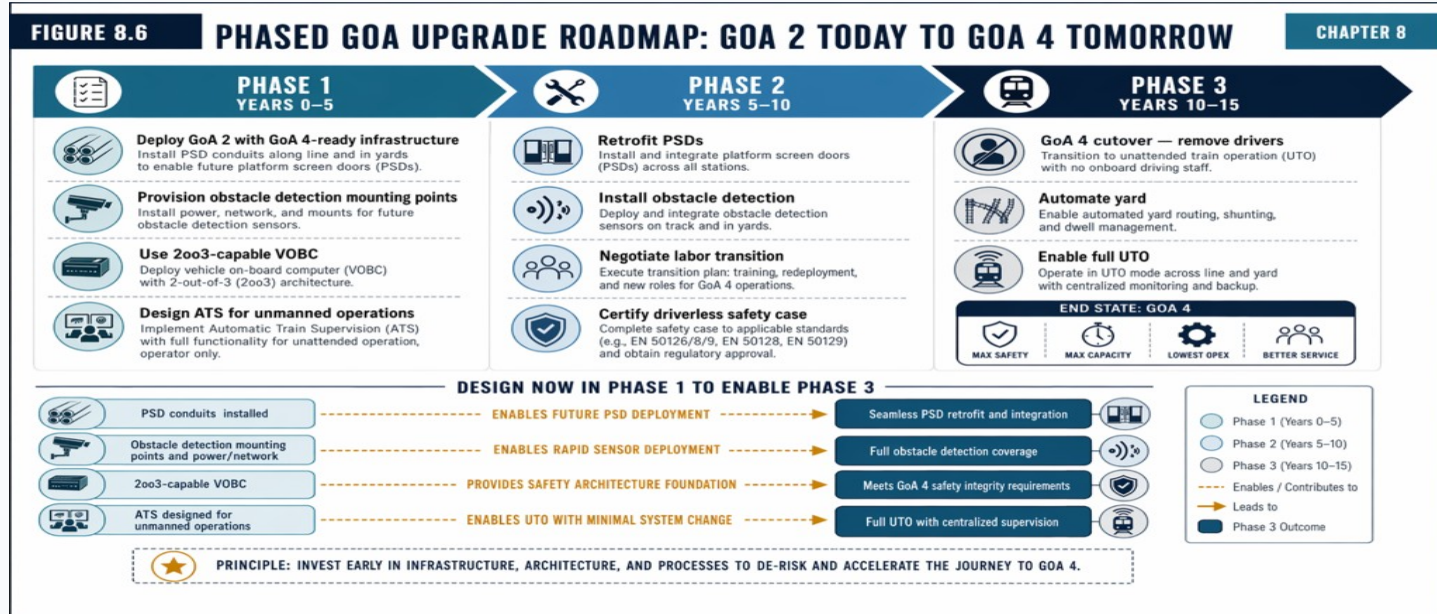 FIGURE 8.6
PHASED GOA UPGRADE ROADMAP: GOA 2 TODAY TO GOA 4 TOMORROW
CHAPTER 8
PHASE 1
YEARS 0–5
Deploy GoA 2 with GoA 4-ready infrastructure
Install PSD conduits along line and in yards
to enable future platform screen doors (PSDs).
Provision obstacle detection mounting points
Install power, network, and mounts for future
obstacle detection sensors.
Use 2oo3-capable VOBC
Deploy vehicle on-board computer (VOBC)
with 2-out-of-3 (2oo3) architecture.
Design ATS for unmanned operations
Implement Automatic Train Supervision (ATS)
with full functionality for unattended operation,
operator only.
PHASE 2
YEARS 5–10
Retrofit PSDs
Install and integrate platform screen doors
(PSDs) across all stations.
Install obstacle detection
Deploy and integrate obstacle detection
sensors on track and in yards.
Negotiate labor transition
Execute transition plan: training, redeployment,
and new roles for GoA 4 operations.
Certify driverless safety case
Complete safety case to applicable standards
(e.g., EN 50126/8/9, EN 50128, EN 50129)
and obtain regulatory approval.
PHASE 3
YEARS 10–15
GoA 4 cutover — remove drivers
Transition to unattended train operation (UTO)
with no onboard driving staff.
Automate yard
Enable automated yard routing, shunting,
and dwell management.
Enable full UTO
Operate in UTO mode across line and yard
with centralized monitoring and backup.
END STATE: GOA 4
MAX SAFETY
MAX CAPACITY
LOWEST OPEX
BETTER SERVICE
DESIGN NOW IN PHASE 1 TO ENABLE PHASE 3
PSD conduits installed
ENABLES FUTURE PSD DEPLOYMENT
Seamless PSD retrofit and integration
Obstacle detection mounting
points and power/network
ENABLES RAPID SENSOR DEPLOYMENT
Full obstacle detection coverage
2oo3-capable VOBC
PROVIDES SAFETY ARCHITECTURE FOUNDATION
Meets GoA 4 safety integrity requirements
ATS designed for
unmanned operations
ENABLES UTO WITH MINIMAL SYSTEM CHANGE
Full UTO with centralized supervision
LEGEND
Phase 1 (Years 0–5)
Phase 2 (Years 5–10)
Phase 3 (Years 10–15)
Enables / Contributes to
Leads to
Phase 3 Outcome
PRINCIPLE: INVEST EARLY IN INFRASTRUCTURE, ARCHITECTURE, AND PROCESSES TO DE-RISK AND ACCELERATE THE JOURNEY TO GOA 4.